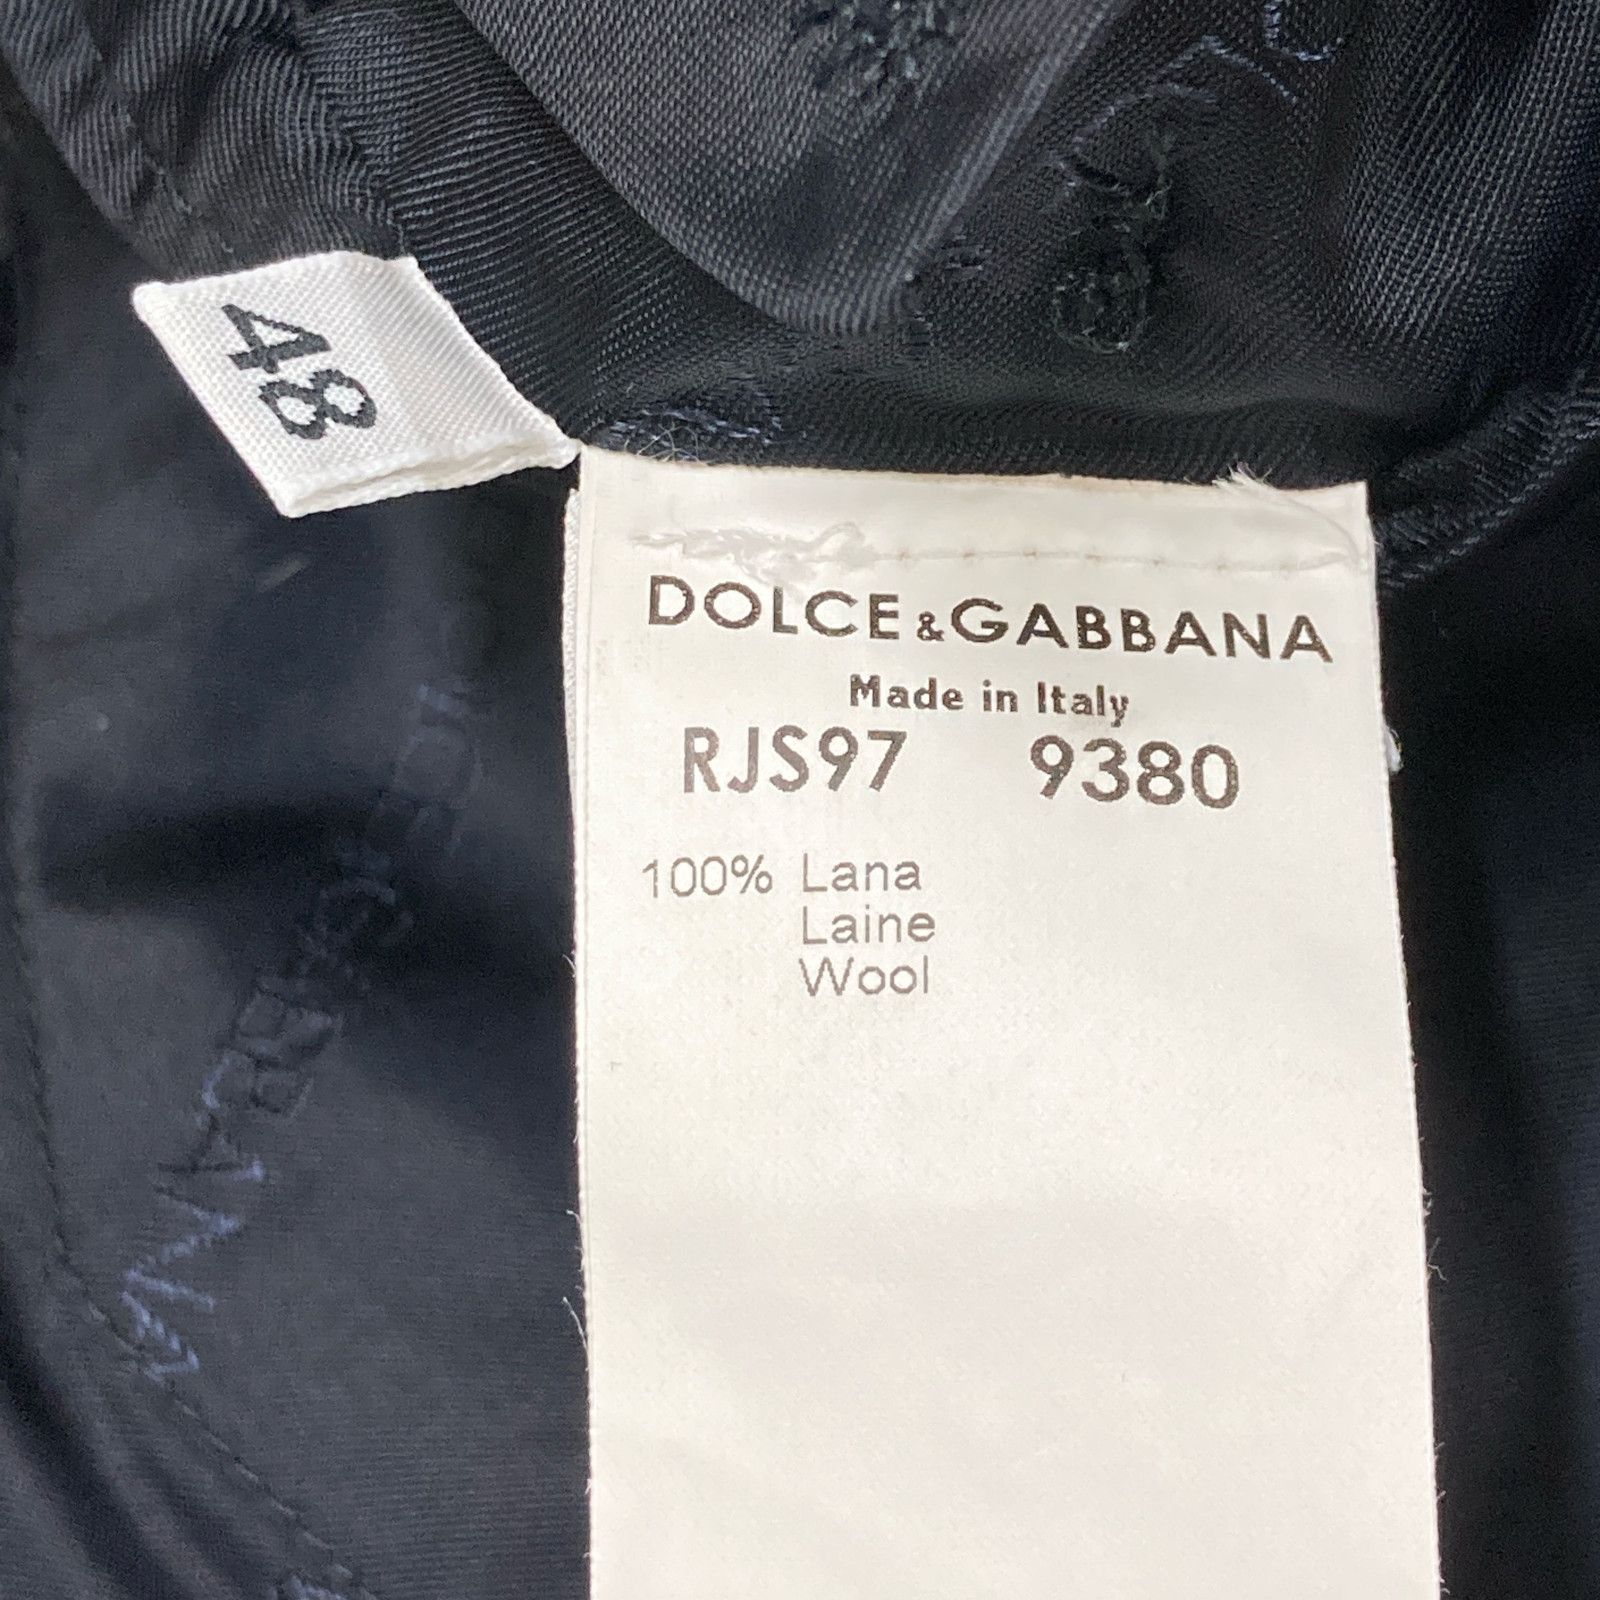 48
DOLCE&GABBANA
Made in Italy
RJS97 9380
100% Lana
Laine
Wool